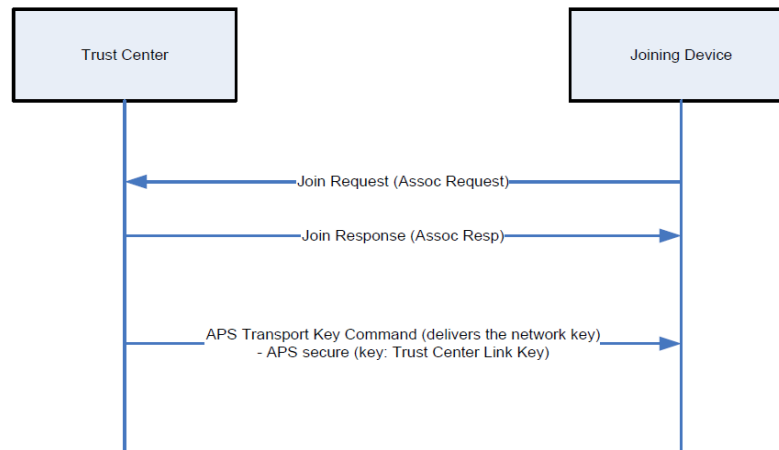 Trust Center
Joining Device
Join Request (Assoc Request)
Join Response (Assoc Resp)
APS Transport Key Command (delivers the network key)
- APS secure (key: Trust Center Link Key)